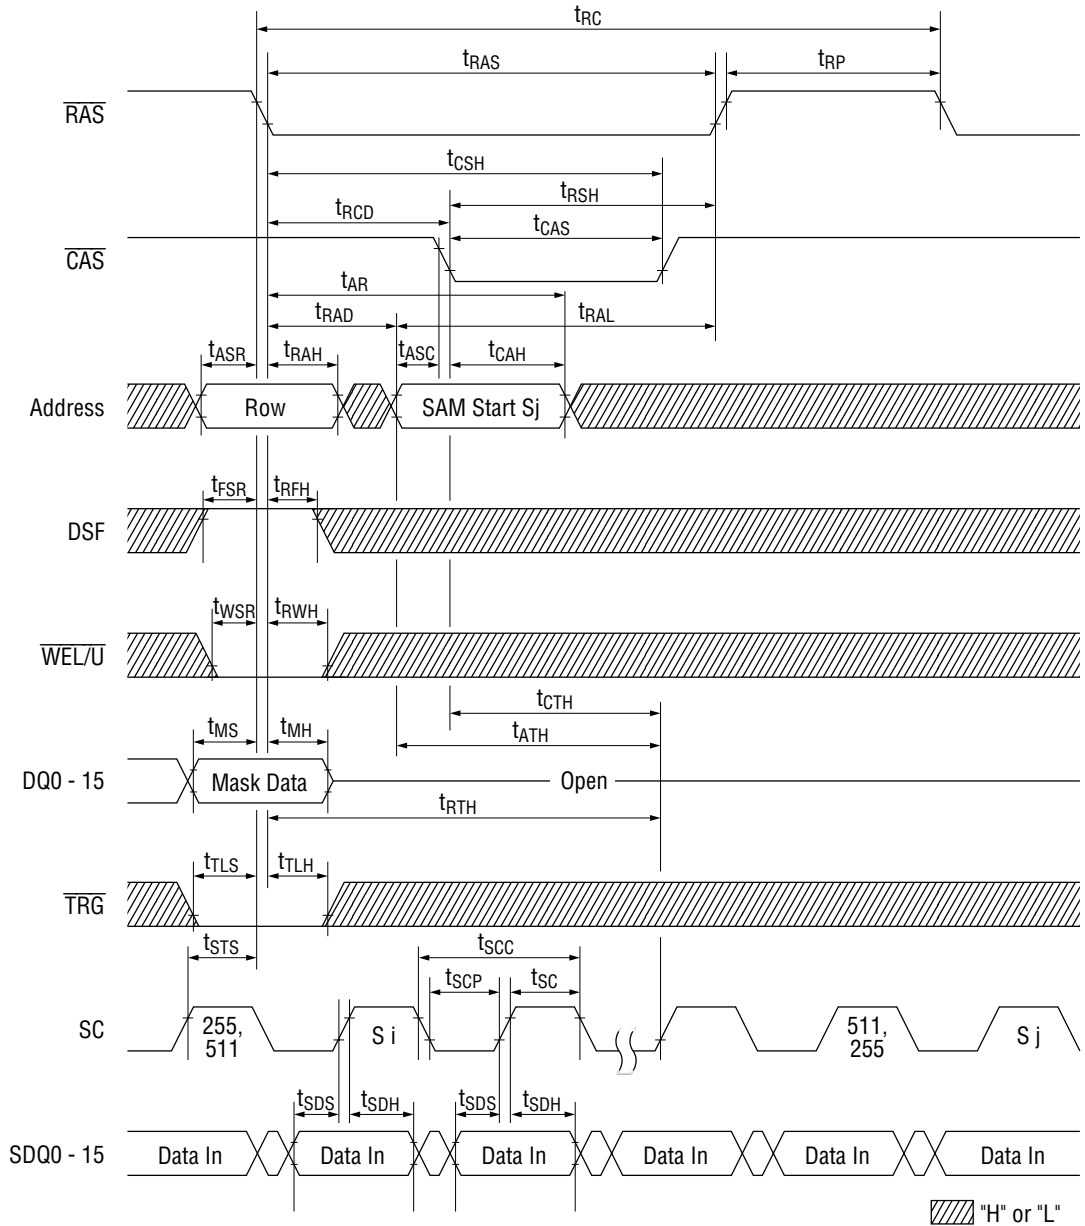 tRC
tRAS tRP
RAS
tCSH
tRSH
tRCD
tCAS
CAS
tAR
tRAD tRAL
tASR tRAH tASC tCAH
Address Row SAM Start Sj
tFSR tRFH
DSF
tWSR tRWH
WEL/U
tCTH
tMS tMH tATH
DQ0 - 15 Mask Data Open
tRTH
tTLS tTLH
TRG
tSTS tSCC
tSCP tSC
SC 255, 511 S i 511, 255 S j
tSDS tSDH tSDS tSDH
SDQ0 - 15 Data In Data In Data In Data In Data In Data In
"H" or "L"